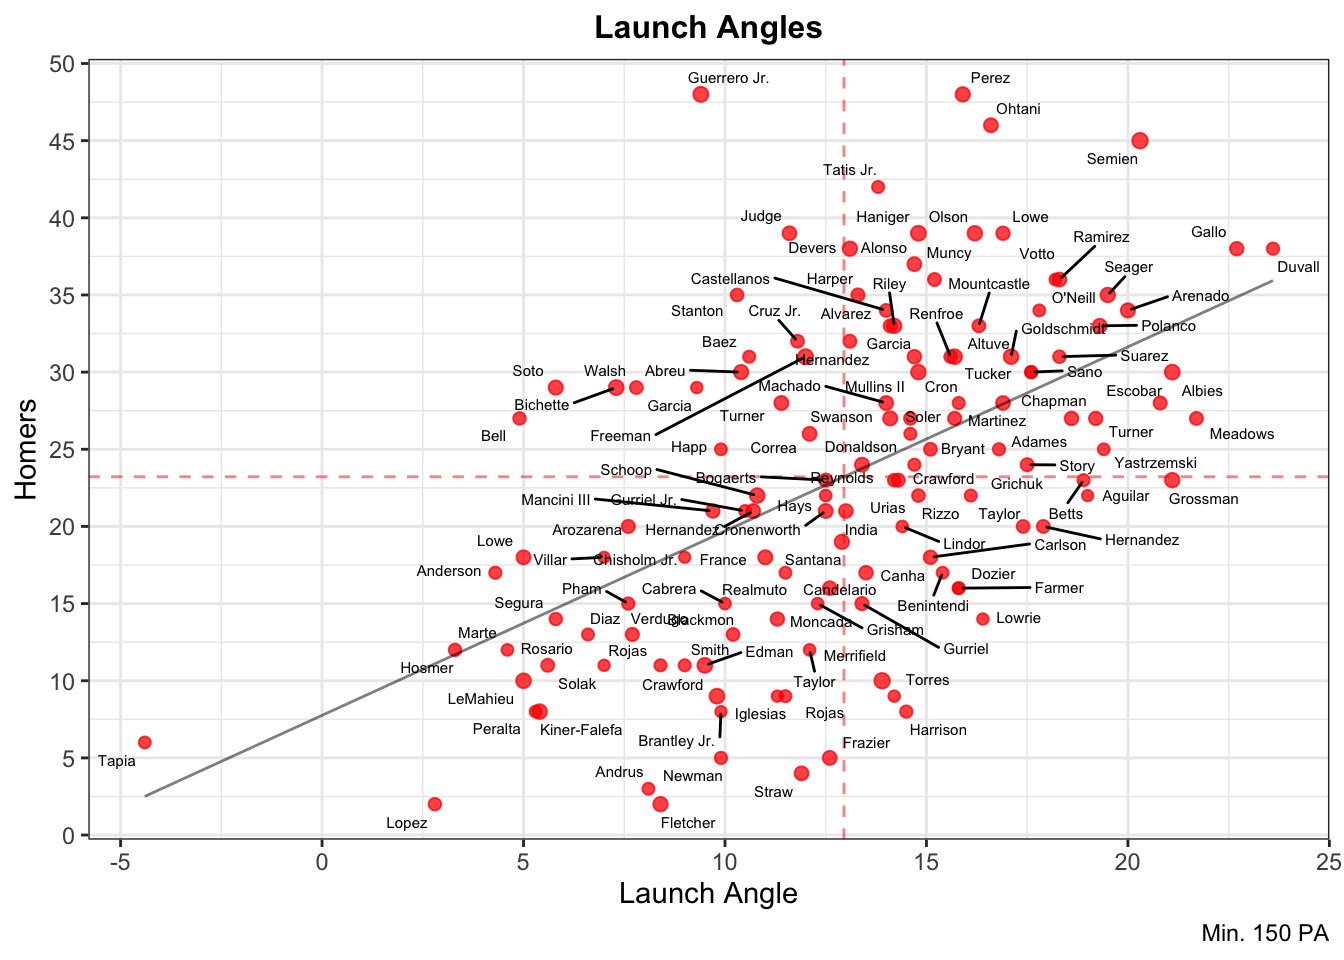 Launch Angles
50
Guerrero Jr.
Perez
Ohtani
45
Semien
Tatis Jr.
40
Judge
Haniger
Olson
Lowe
Devers
Alonso
Muncy
Votto
Ramirez
Gallo
Duvall
Castellanos
Harper
Riley
Mountcastle
Seager
35
Stanton
Cruz Jr.
Alvarez
Renfroe
O'Neill
Arenado
Goldschmidt
Polanco
Baez
Hernandez
Garcia
Altuve
Suarez
30
Soto
Walsh
Abreu
Machado
Mullins II
Cron
Tucker
Sano
Escobar
Albies
Bichette
Garcia
Turner
Swanson
Soler
Martinez
Chapman
Bell
Freeman
Turner
Meadows
25
Happ
Correa
Donaldson
Bryant
Adames
Yastrzemski
Schoop
Bogaerts
Reynolds
Crawford
Grichuk
Story
Aguilar
Grossman
Mancini III
Gurriel Jr.
Hays
Urias
Rizzo
Taylor
Betts
20
Arozarena
Hernandez
Cronenworth
India
Lindor
Carlson
Hernandez
Lowe
Villar
Chisholm Jr.
France
Santana
Anderson
Canha
Dozier
Pham
Cabrera
Realmuto
Candelario
Benintendi
Farmer
15
Segura
Diaz
Verdugo
Blackmon
Moncada
Grisham
Gurriel
Lowrie
Marte
Rosario
Rojas
Smith
Edman
Merrifield
Hosmer
10
Solak
Crawford
Taylor
Torres
LeMahieu
Peralta
Kiner-Falefa
Iglesias
Rojas
Harrison
Brantley Jr.
Tapia
5
Andrus
Newman
Frazier
Straw
Lopez
Fletcher
0
Homers
-5
0
5
10
15
20
25
Launch Angle
Min. 150 PA